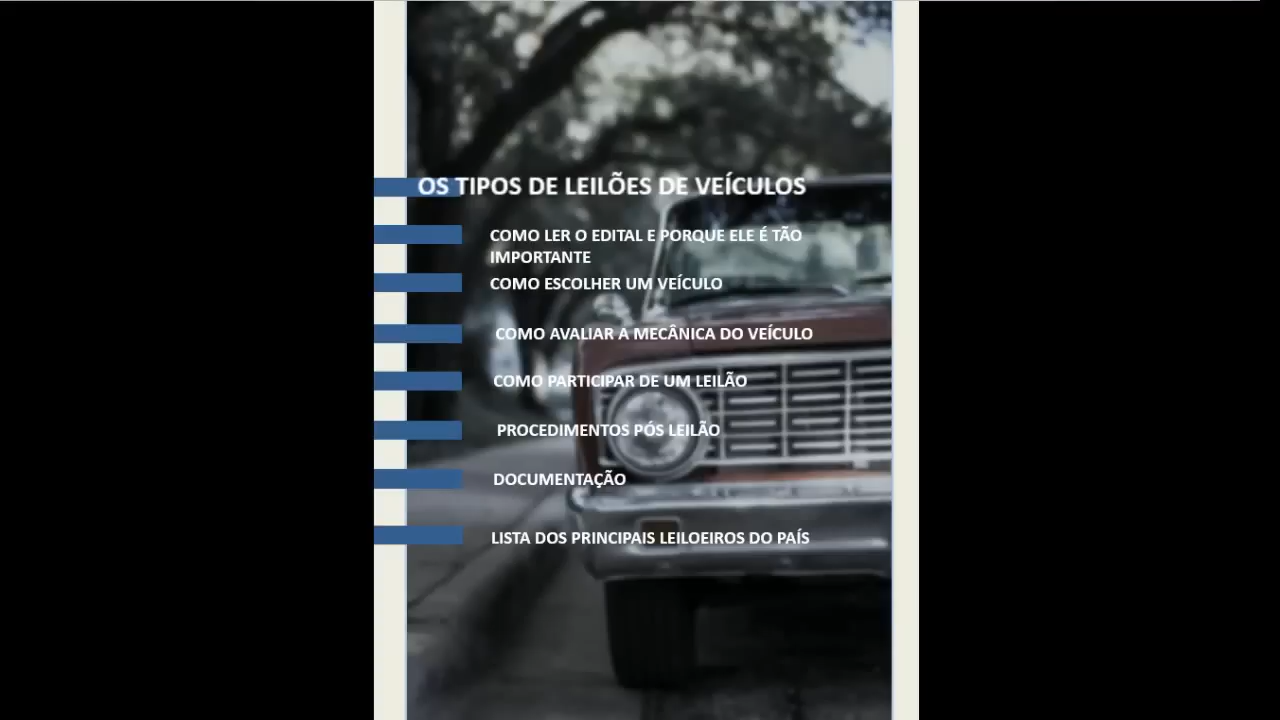 OS TIPOS DE LEILÕES DE VEÍCULOS
COMO LER O EDITAL E PORQUE ELE É TÃO
IMPORTANTE
COMO ESCOLHER UM VEÍCULO
COMO AVALIAR A MECÂNICA DO VEÍCULO
COMO PARTICIPAR DE UM LEILÃO
PROCEDIMENTOS PÓS LEILÃO
DOCUMENTAÇÃO
LISTA DOS PRINCIPAIS LEILOEIROS DO PAÍS